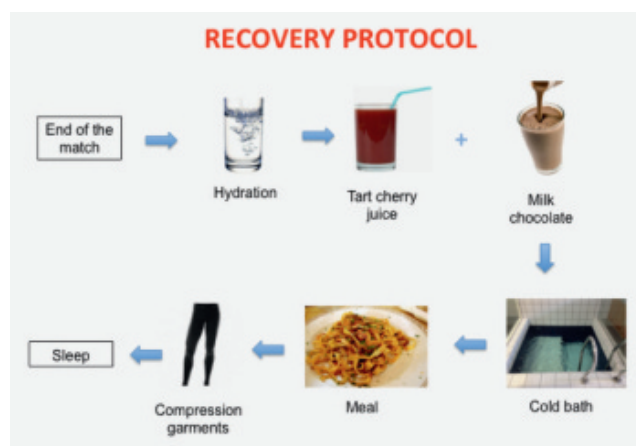 RECOVERY PROTOCOL
End of the
match
Hydration
Tart cherry
juice
+
Milk
chocolate
Sleep
Compression
garments
Meal
Cold bath